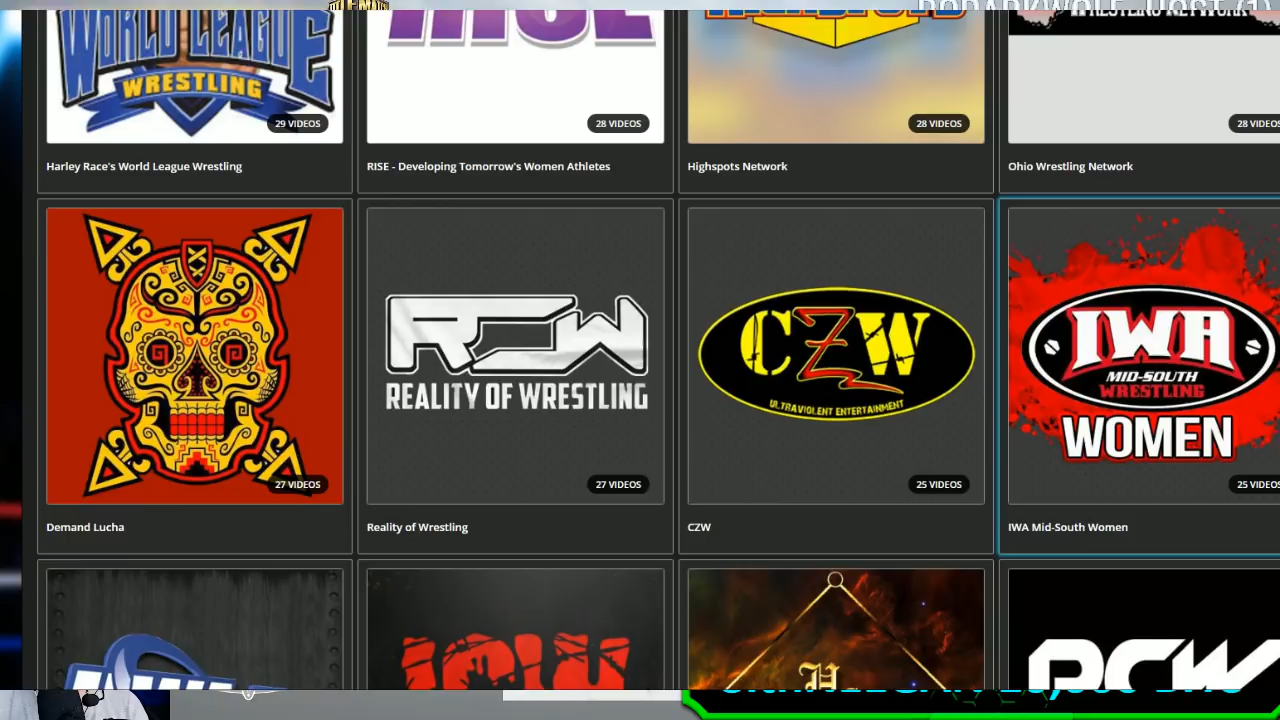 WORLD LEAGUE
WRESTLING
29 VIDEOS
28 VIDEOS
28 VIDEOS
28 VIDEOS
Harley Race's World League Wrestling
RISE - Developing Tomorrow's Women Athletes
Highspots Network
Ohio Wrestling Network
RCW
REALITY OF WRESTLING
CZW
ULTRAVIOLENT ENTERTAINMENT
IWA
MID-SOUTH
WRESTLING
WOMEN
27 VIDEOS
27 VIDEOS
25 VIDEOS
25 VIDEOS
Demand Lucha
Reality of Wrestling
CZW
IWA Mid-South Women